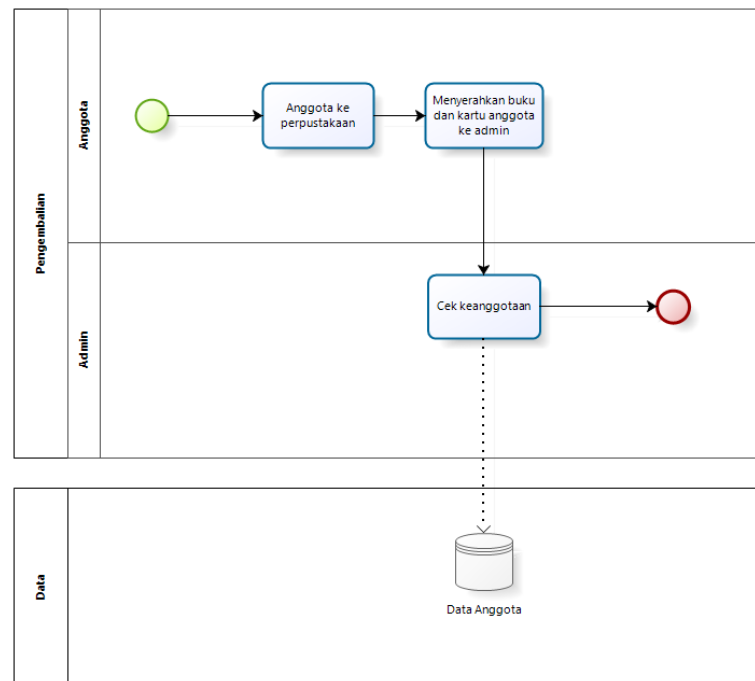 Pengembalian
Anggota
Anggota ke
perpustakaan
Menyerahkan buku
dan kartu anggota
ke admin
Admin
Cek keanggotaan
Data
Data Anggota